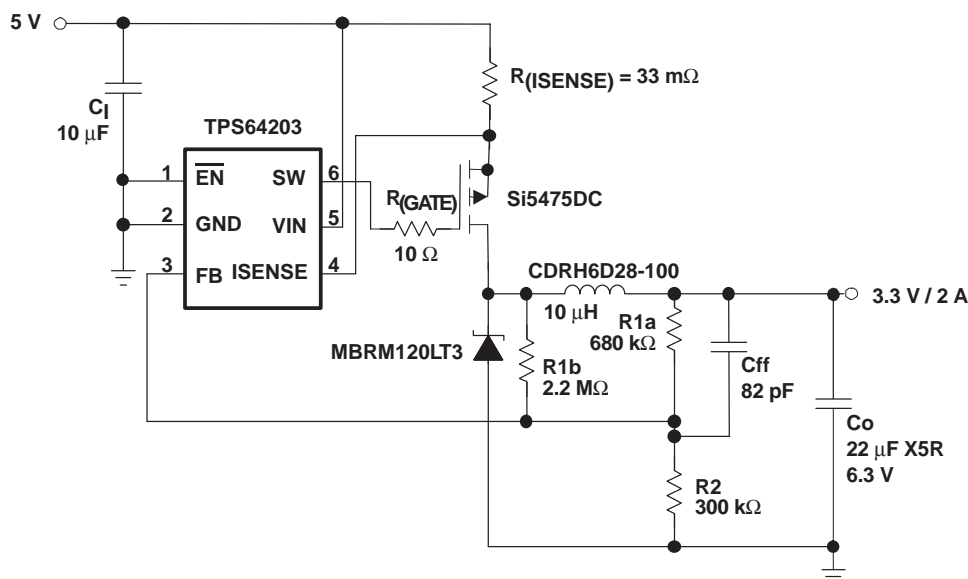 5 V
R(ISENSE) = 33 mΩ
CI
10 μF
TPS64203
1
EN
SW
6
R(GATE)
Si5475DC
2
GND
VIN
5
10 Ω
3
FB
ISENSE
4
CDRH6D28-100
10 μH
3.3 V / 2 A
R1a
680 kΩ
MBRM120LT3
R1b
2.2 MΩ
Cff
82 pF
Co
22 μF X5R
6.3 V
R2
300 kΩ